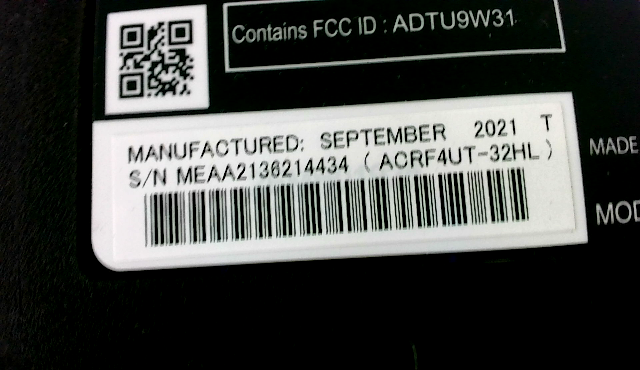 Contains FCC ID : ADTU9W31
MANUFACTURED: SEPTEMBER 2021 T
S/N MEAA2136214434 ( ACRF4UT-32HL )
MADE
MOD